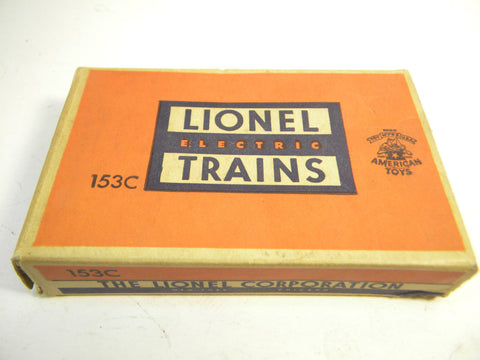 LIONEL
ELECTRIC
TRAINS
153C
AMERICAN
TOYS
153C
THE LIONEL CORPORATION